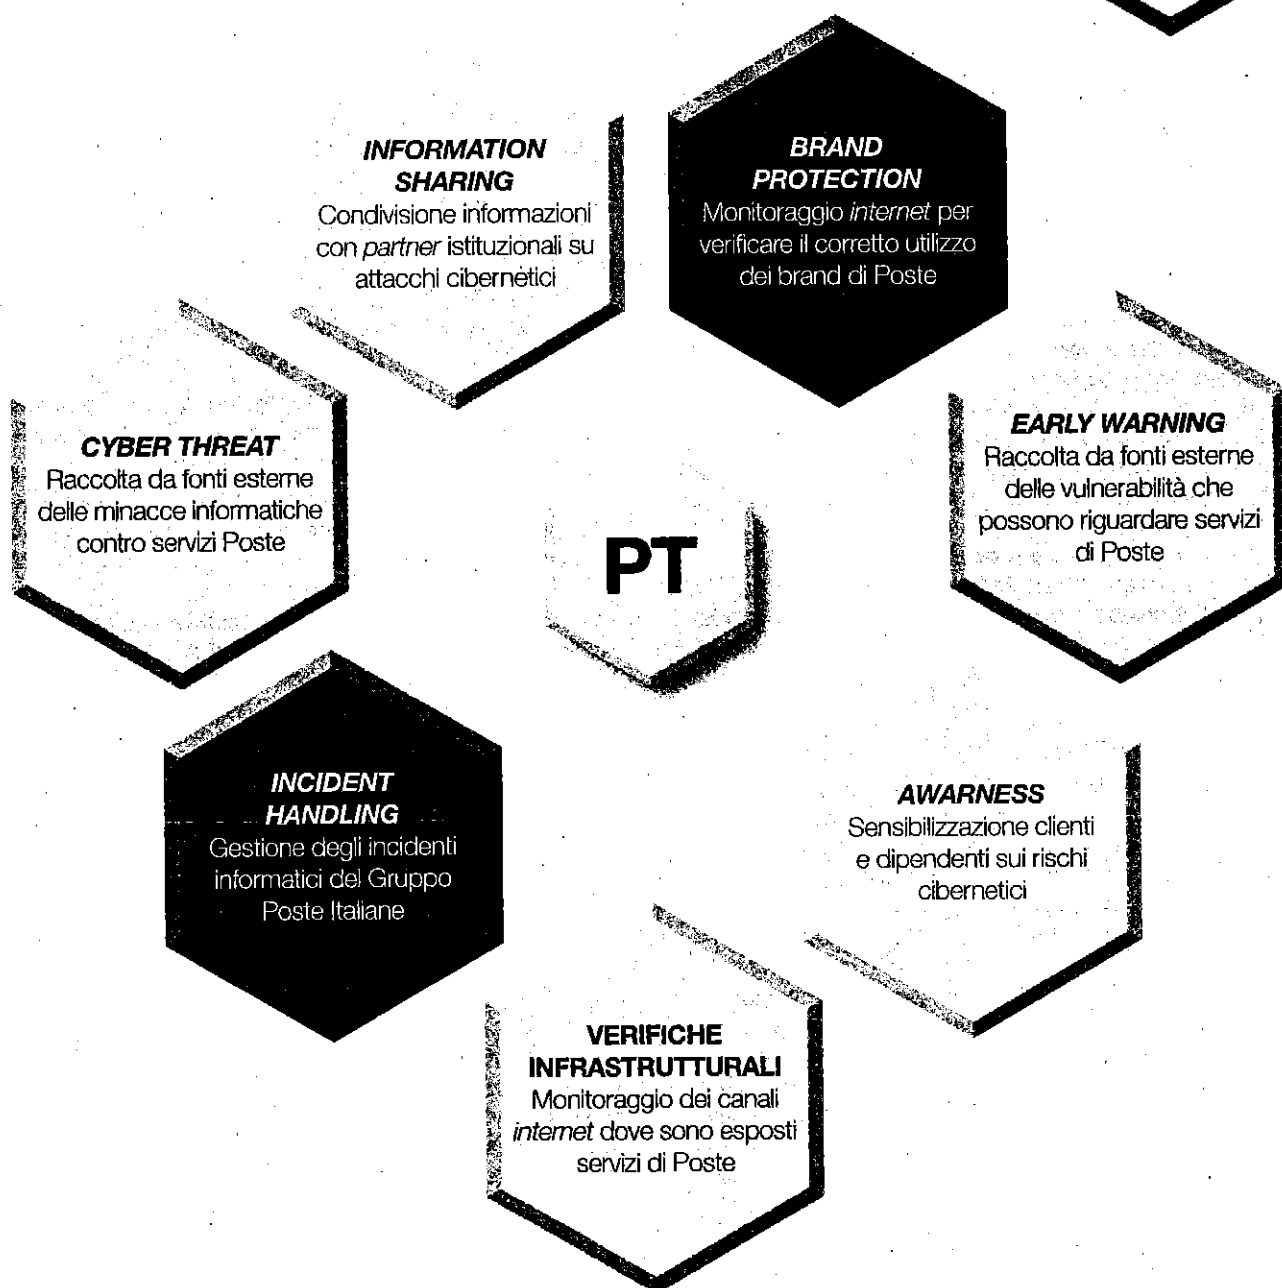 INFORMATION
SHARING
Condivisione informazioni
con partner istituzionali su
attacchi cibernetici
BRAND
PROTECTION
Monitoraggio internet per
verificare il corretto utilizzo
dei brand di Poste
CYBER THREAT
Raccolta da fonti esterne
delle minacce informatiche
contro servizi Poste
EARLY WARNING
Raccolta da fonti esterne
delle vulnerabilità che
possono riguardare servizi
di Poste
PT
INCIDENT
HANDLING
Gestione degli incidenti
informatici del Gruppo
Poste Italiane
AWARNESS
Sensibilizzazione clienti
e dipendenti sui rischi
cibernetici
VERIFICHE
INFRASTRUTTURALI
Monitoraggio dei canali
internet dove sono esposti
servizi di Poste